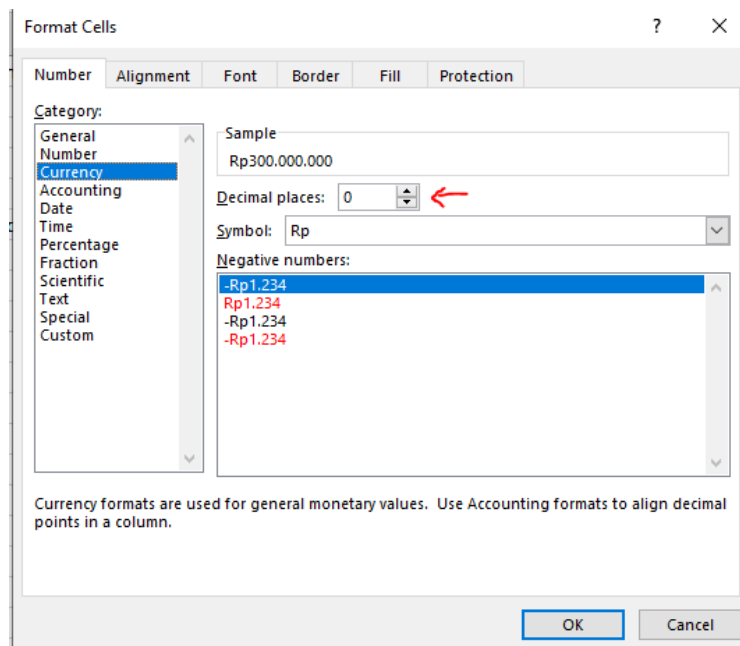 Format Cells
Number Alignment Font Border Fill Protection
Category:
General
Number
Currency
Accounting
Date
Time
Percentage
Fraction
Scientific
Text
Special
Custom
Sample
Rp300.000.000
Decimal places: 0
Symbol: Rp
Negative numbers:
-Rp1.234
Rp1.234
-Rp1.234
-Rp1.234
Currency formats are used for general monetary values. Use Accounting formats to align decimal
points in a column.
OK Cancel